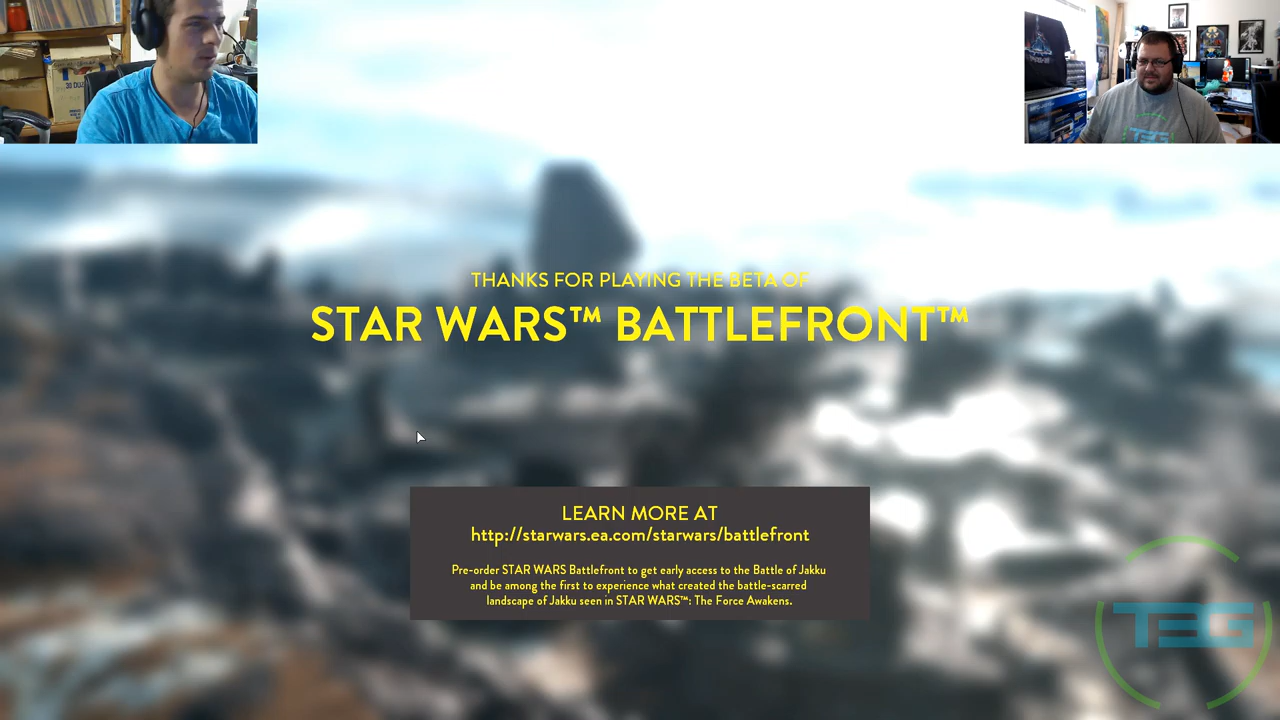 THANKS FOR PLAYING THE BETA OF
STAR WARS™ BATTLEFRONT™
LEARN MORE AT
http://starwars.ea.com/starwars/battlefront
Pre-order STAR WARS Battlefront to get early access to the Battle of Jakku
and be among the first to experience what created the battle-scarred
landscape of Jakku seen in STAR WARS™: The Force Awakens.
TBG